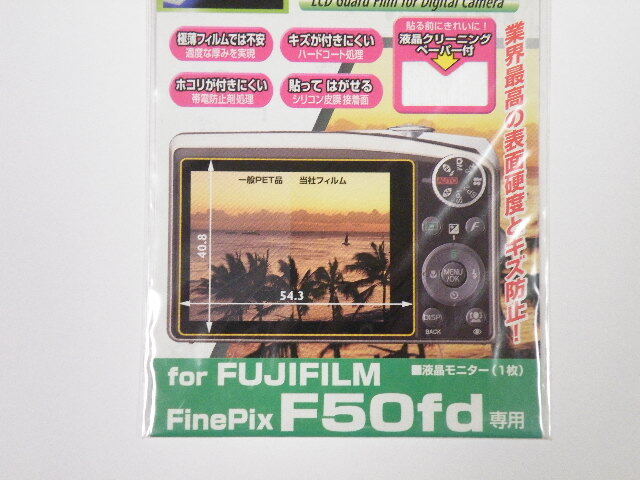 LCD Guard Film for Digital Camera
極薄フィルムでは不安
適度な厚みを実現
キズが付きにくい
ハードコート処理
貼る前にきれいに!
液晶クリーニング
ペーパー付
ホコリが付きにくい
帯電防止剤処理
貼って はがせる
シリコン皮膜 接着面
業界最高の表面硬度とキズ防止!
一般PET品 当社フィルム
40.8
54.3
AUTO
F
MENU
/OK
DISP
BACK
for FUJIFILM
■液晶モニター(1枚)
FinePix F50fd 専用